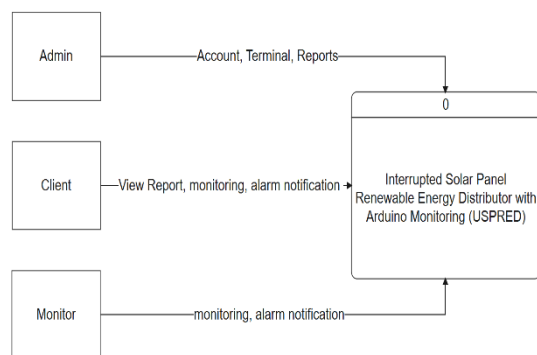 Admin
Account, Terminal, Reports
0
Client
View Report, monitoring, alarm notification
Interrupted Solar Panel
Renewable Energy Distributor with
Arduino Monitoring (USPRED)
Monitor
monitoring, alarm notification